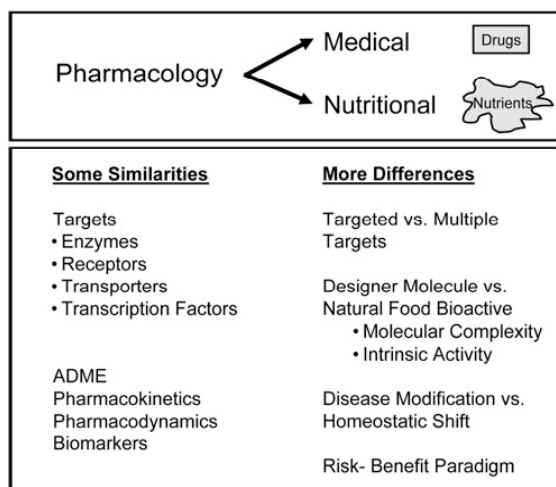 Pharmacology
Medical
Drugs
Nutritional
Nutrients
Some Similarities
Targets
• Enzymes
• Receptors
• Transporters
• Transcription Factors
ADME
Pharmacokinetics
Pharmacodynamics
Biomarkers
More Differences
Targeted vs. Multiple
Targets
Designer Molecule vs.
Natural Food Bioactive
• Molecular Complexity
• Intrinsic Activity
Disease Modification vs.
Homeostatic Shift
Risk- Benefit Paradigm